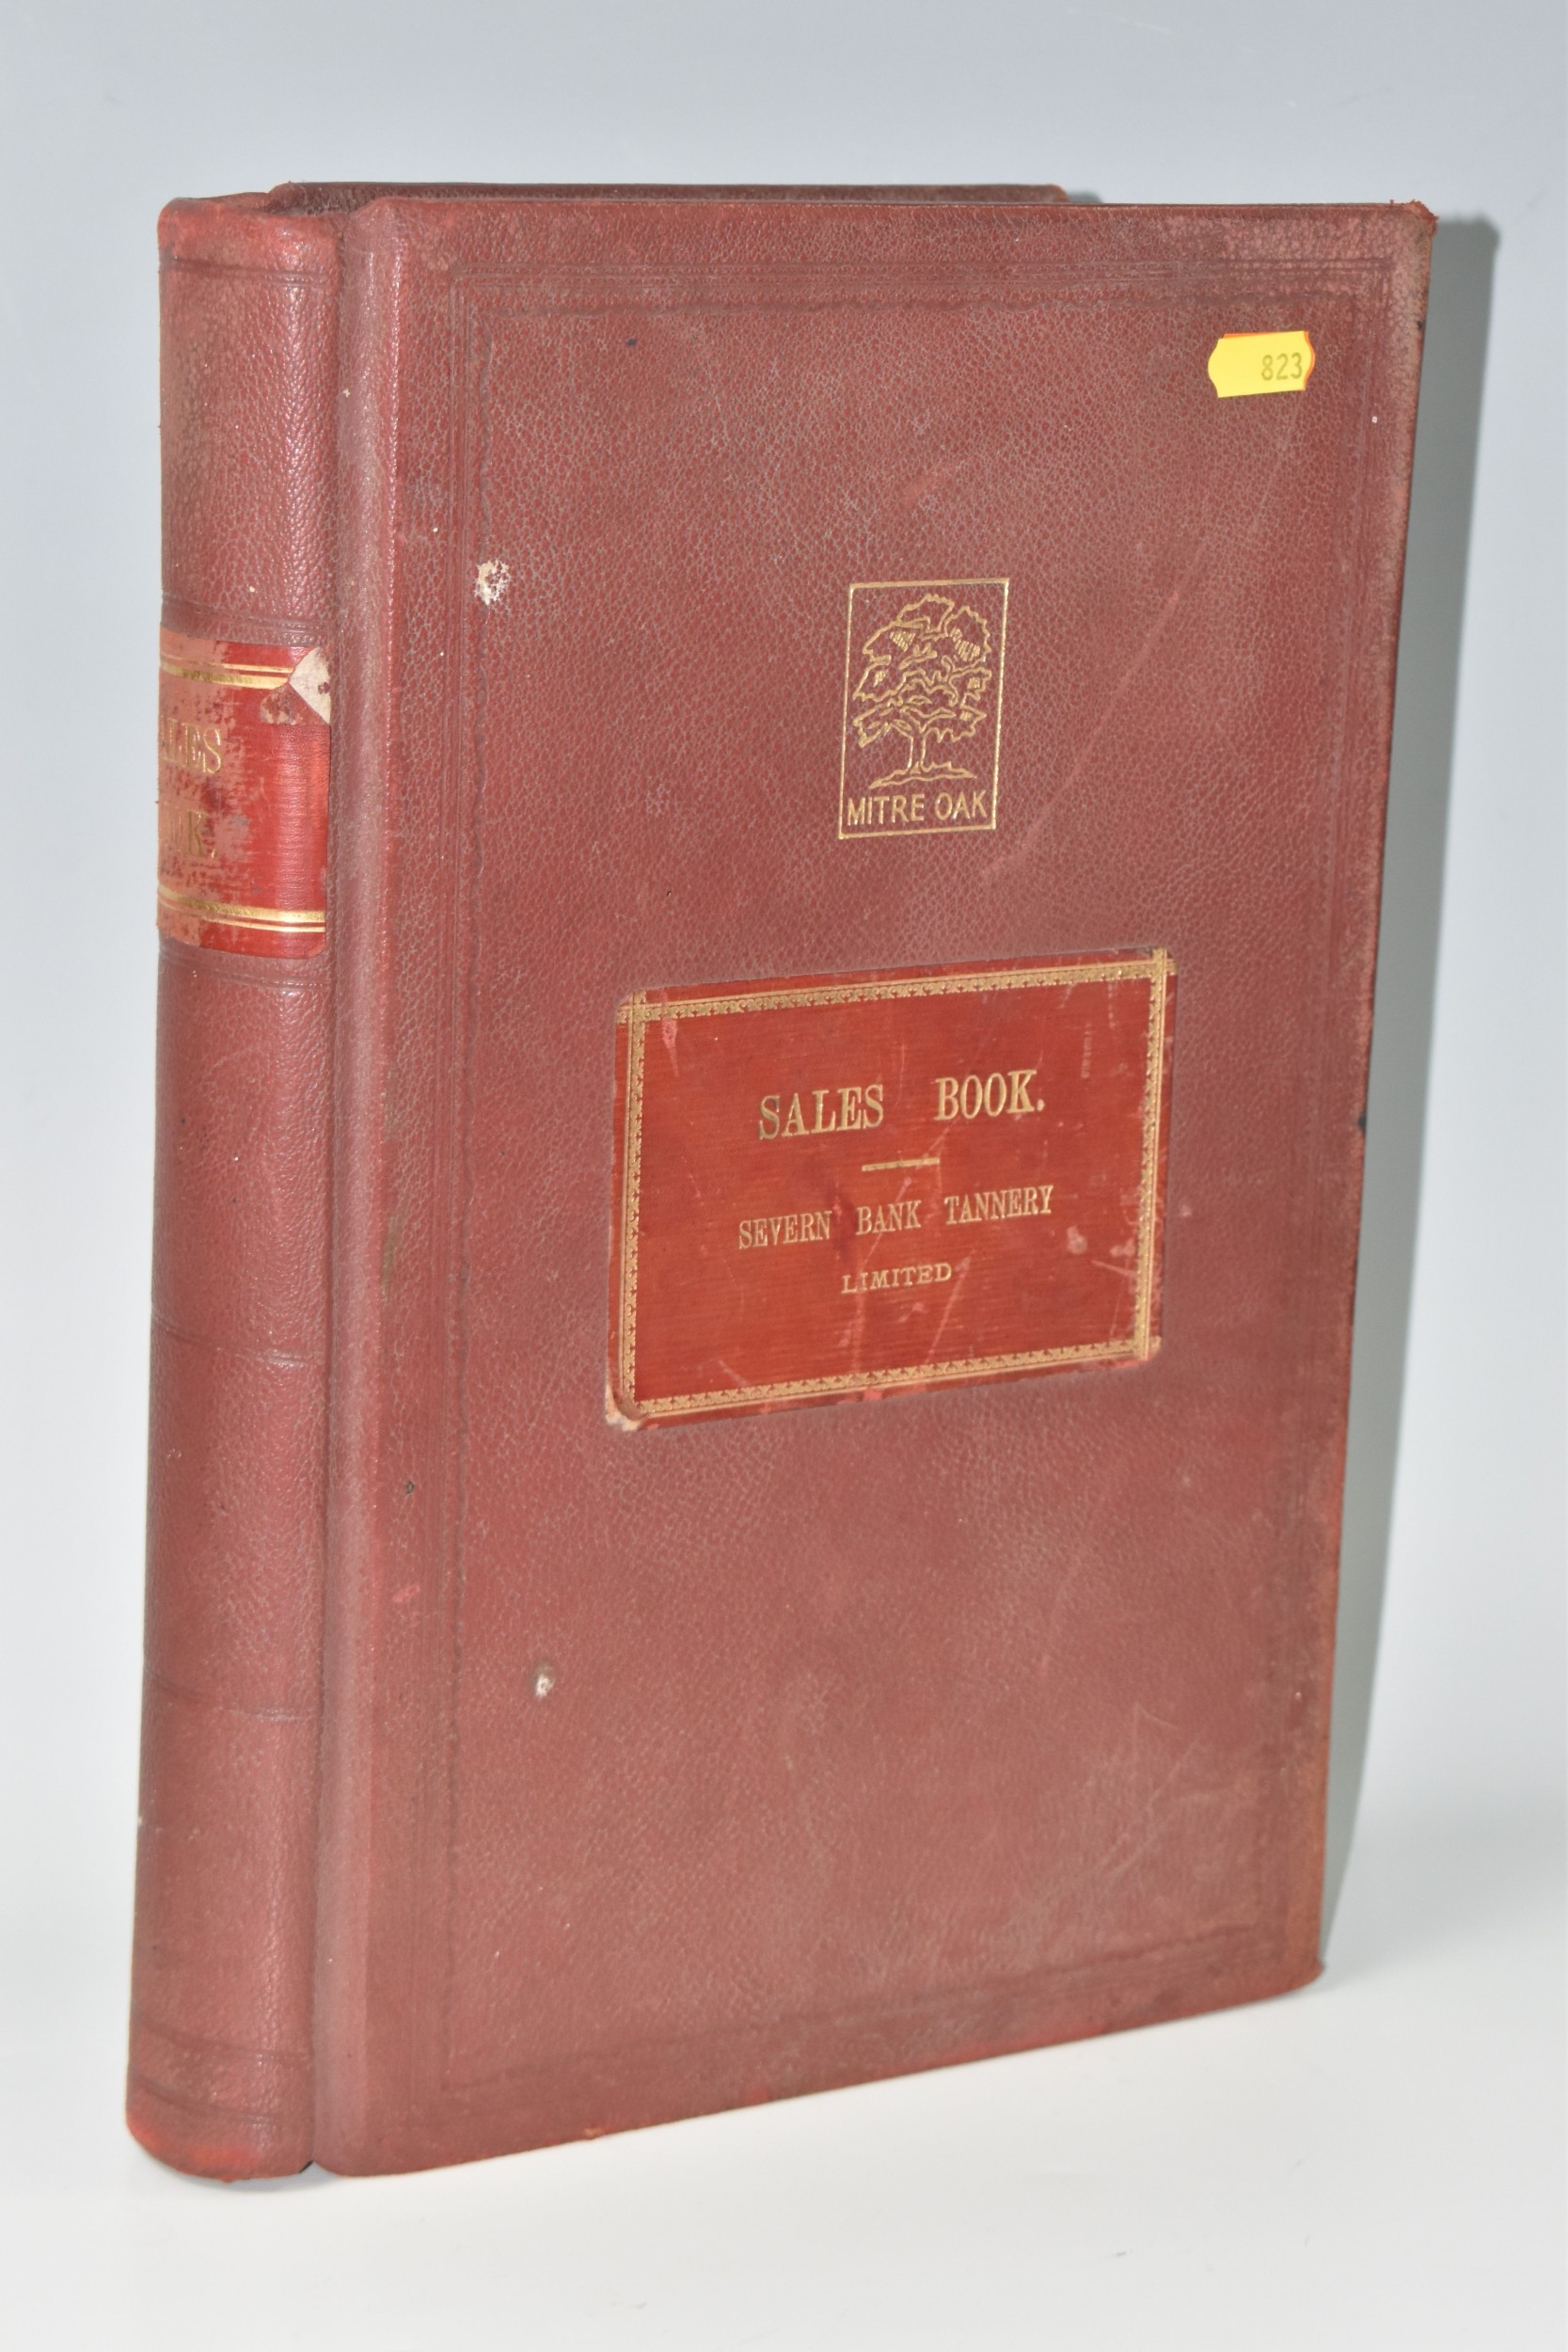 823
MITRE OAK
SALES BOOK.
SEVERN BANK TANNERY
LIMITED